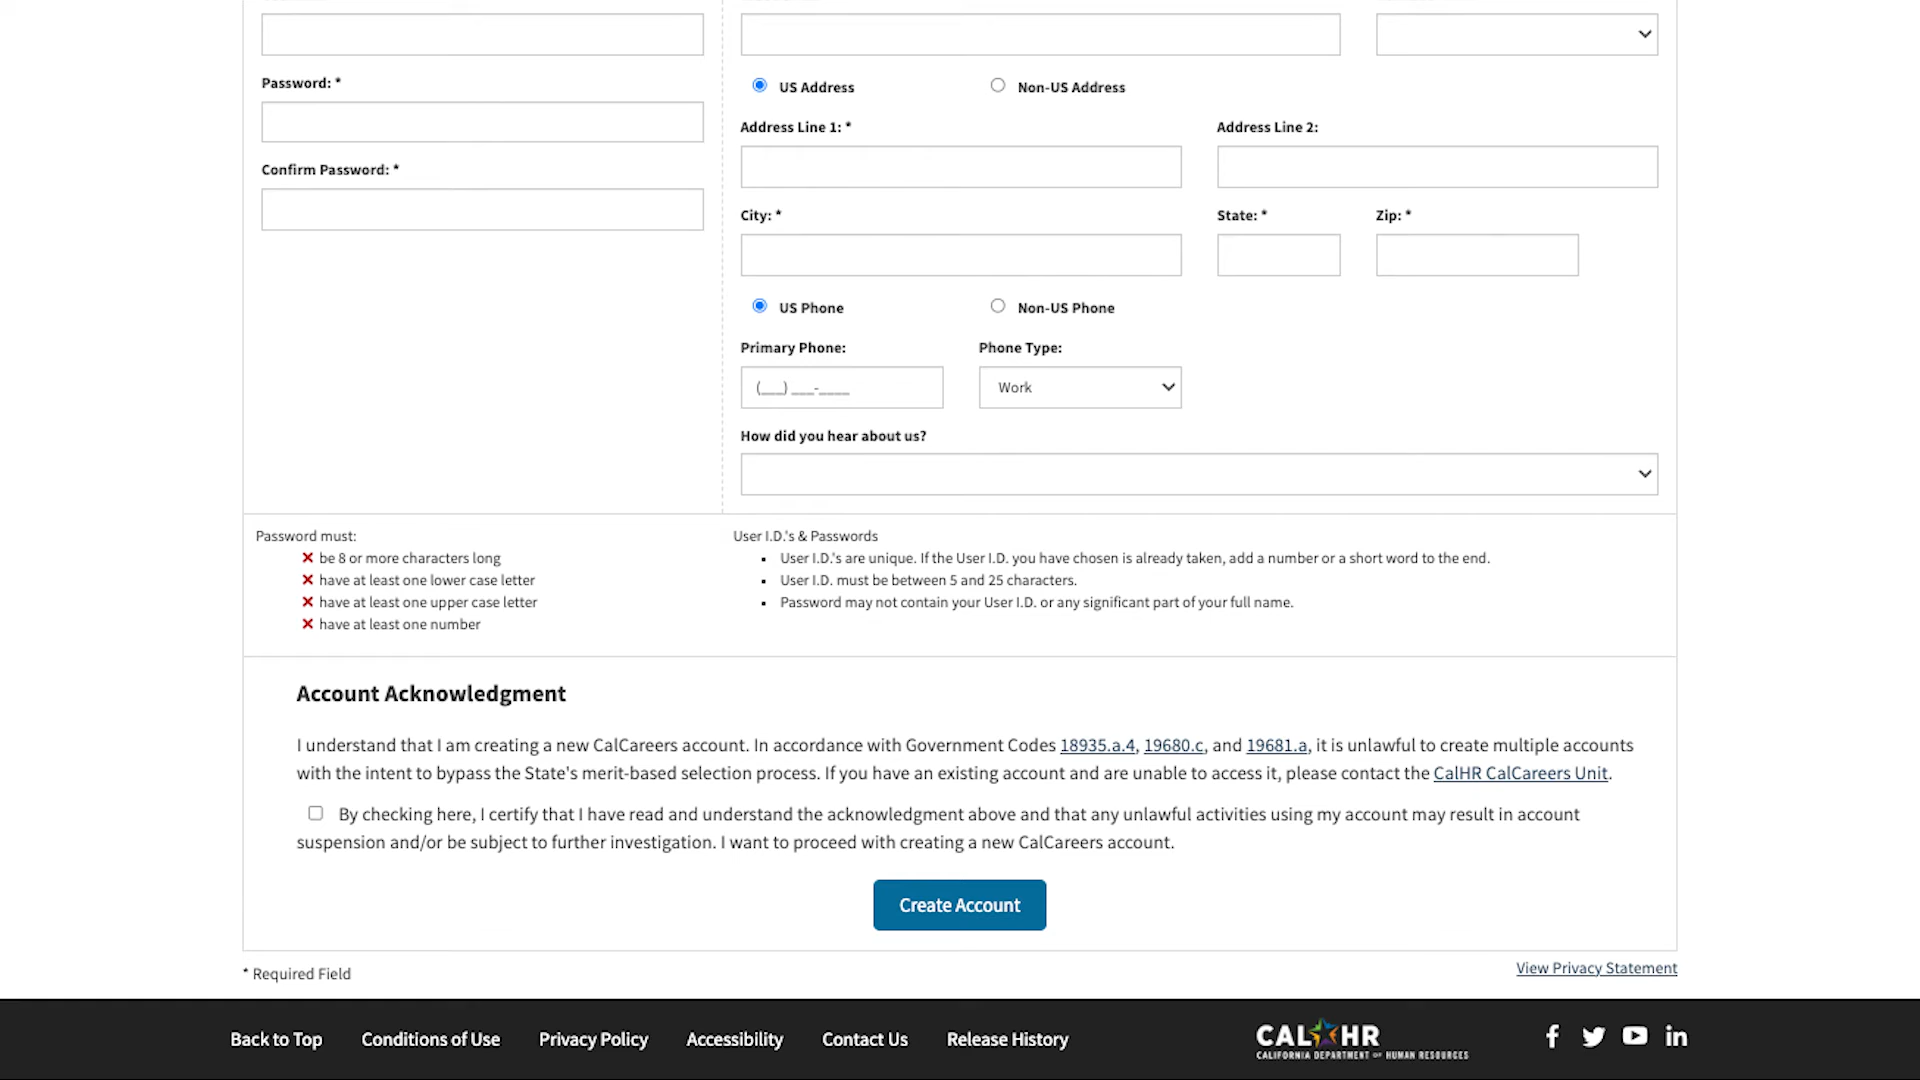 Password: *
US Address
Non-US Address
Address Line 1: *
Address Line 2:
Confirm Password: *
City: *
State: *
Zip: *
US Phone
Non-US Phone
Primary Phone:
Phone Type:
(___) ___-____
Work
How did you hear about us?
Password must:
be 8 or more characters long
have at least one lower case letter
have at least one upper case letter
have at least one number
User I.D.'s & Passwords
User I.D.'s are unique. If the User I.D. you have chosen is already taken, add a number or a short word to the end.
User I.D. must be between 5 and 25 characters.
Password may not contain your User I.D. or any significant part of your full name.
Account Acknowledgment
I understand that I am creating a new CalCareers account. In accordance with Government Codes 18935.a.4, 19680.c, and 19681.a, it is unlawful to create multiple accounts
with the intent to bypass the State's merit-based selection process. If you have an existing account and are unable to access it, please contact the CalHR CalCareers Unit.
By checking here, I certify that I have read and understand the acknowledgment above and that any unlawful activities using my account may result in account
suspension and/or be subject to further investigation. I want to proceed with creating a new CalCareers account.
Create Account
* Required Field
View Privacy Statement
Back to Top
Conditions of Use
Privacy Policy
Accessibility
Contact Us
Release History
CALHR
CALIFORNIA DEPARTMENT OF HUMAN RESOURCES